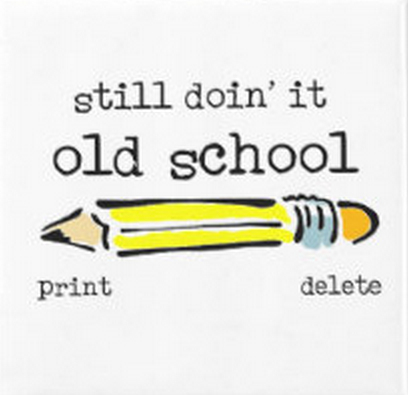 still doin' it
old school
print delete